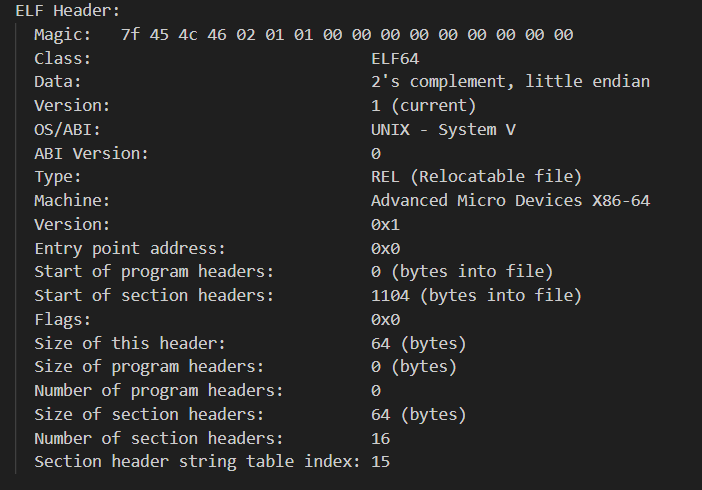 ELF Header:
Magic: 7f 45 4c 46 02 01 01 00 00 00 00 00 00 00 00 00
Class: ELF64
Data: 2's complement, little endian
Version: 1 (current)
OS/ABI: UNIX - System V
ABI Version: 0
Type: REL (Relocatable file)
Machine: Advanced Micro Devices X86-64
Version: 0x1
Entry point address: 0x0
Start of program headers: 0 (bytes into file)
Start of section headers: 1104 (bytes into file)
Flags: 0x0
Size of this header: 64 (bytes)
Size of program headers: 0 (bytes)
Number of program headers: 0
Size of section headers: 64 (bytes)
Number of section headers: 16
Section header string table index: 15